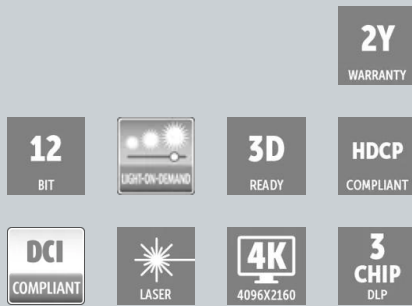 2Y
WARRANTY
12
BIT
LIGHT-ON-DEMAND
3D
READY
HDCP
COMPLIANT
DCI
COMPLIANT
LASER
4K
4096X2160
3
CHIP
DLP